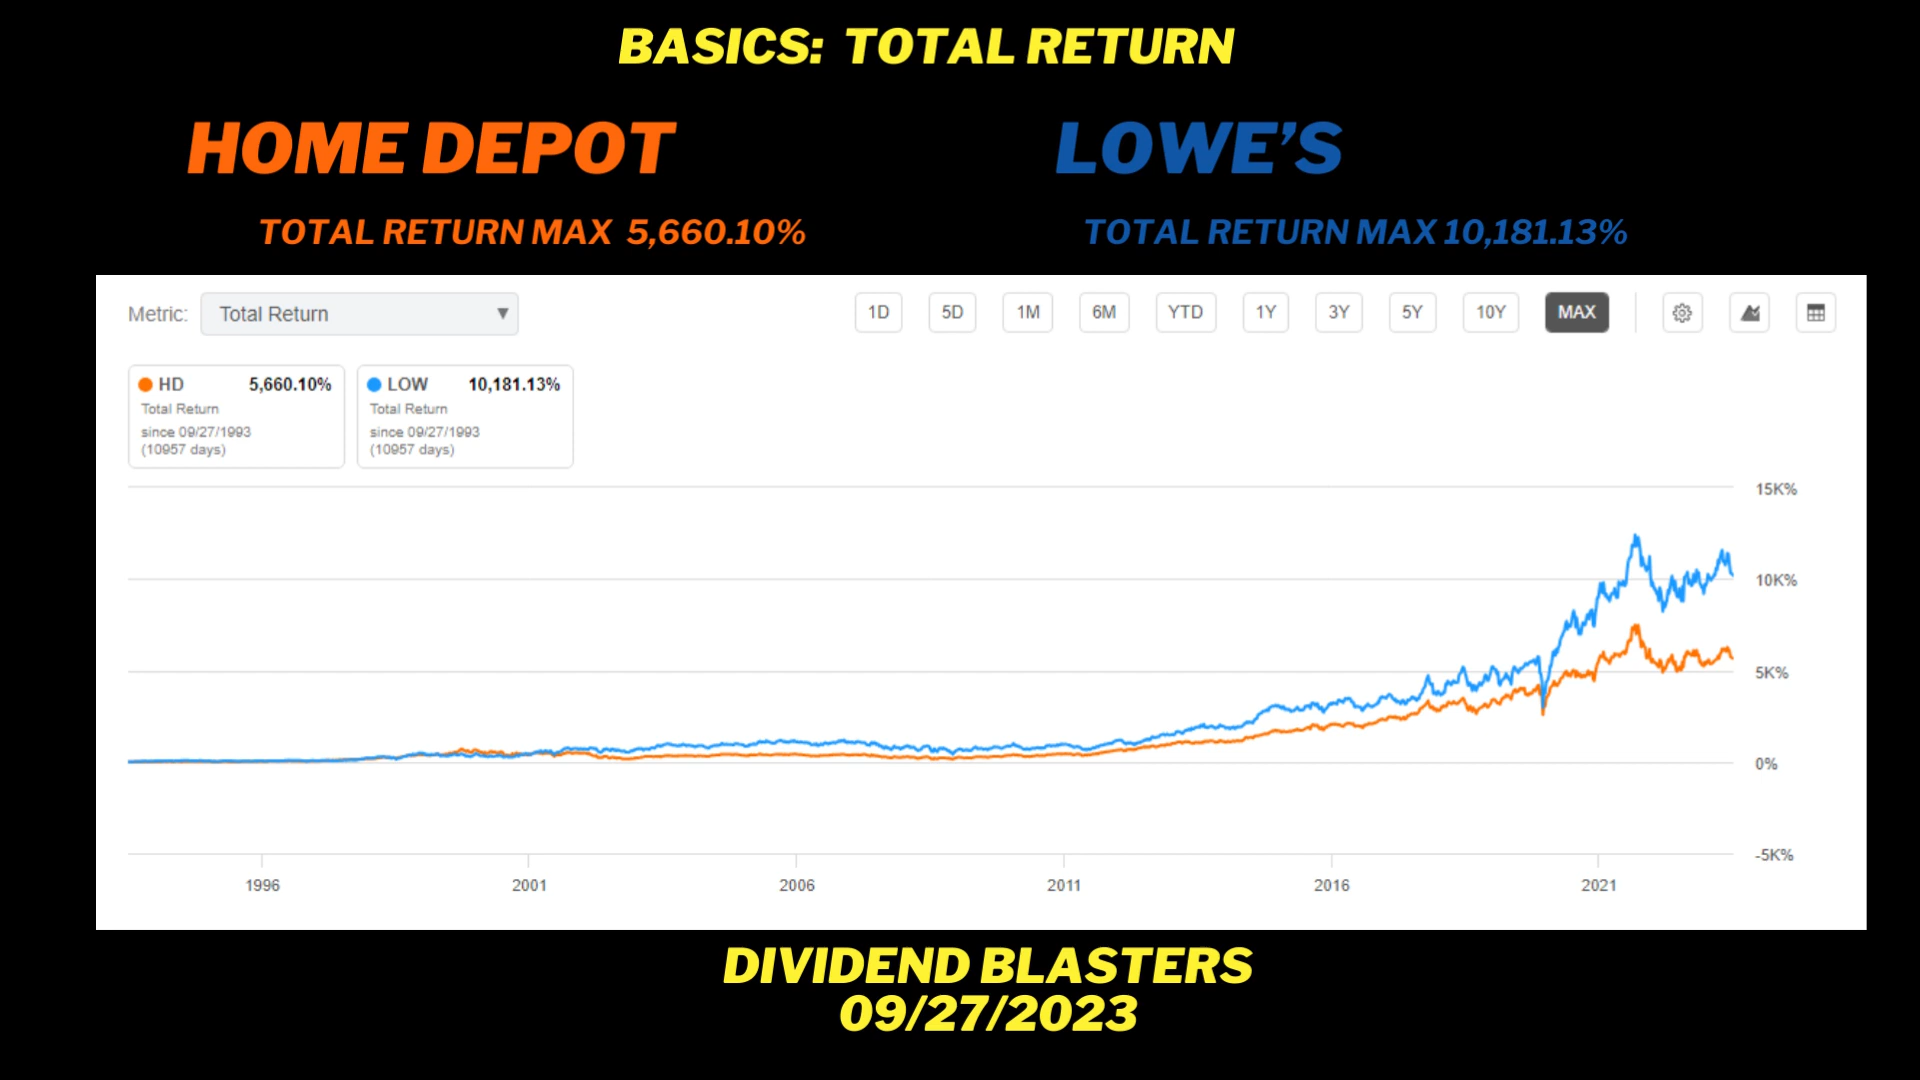 BASICS: TOTAL RETURN
HOME DEPOT
LOWE’S
TOTAL RETURN MAX 5,660.10%
TOTAL RETURN MAX 10,181.13%
Metric: Total Return ▼
1D 5D 1M 6M YTD 1Y 3Y 5Y 10Y MAX
HD 5,660.10%
Total Return
since 09/27/1993
(10957 days)
LOW 10,181.13%
Total Return
since 09/27/1993
(10957 days)
15K%
10K%
5K%
0%
-5K%
1996 2001 2006 2011 2016 2021
DIVIDEND BLASTERS
09/27/2023